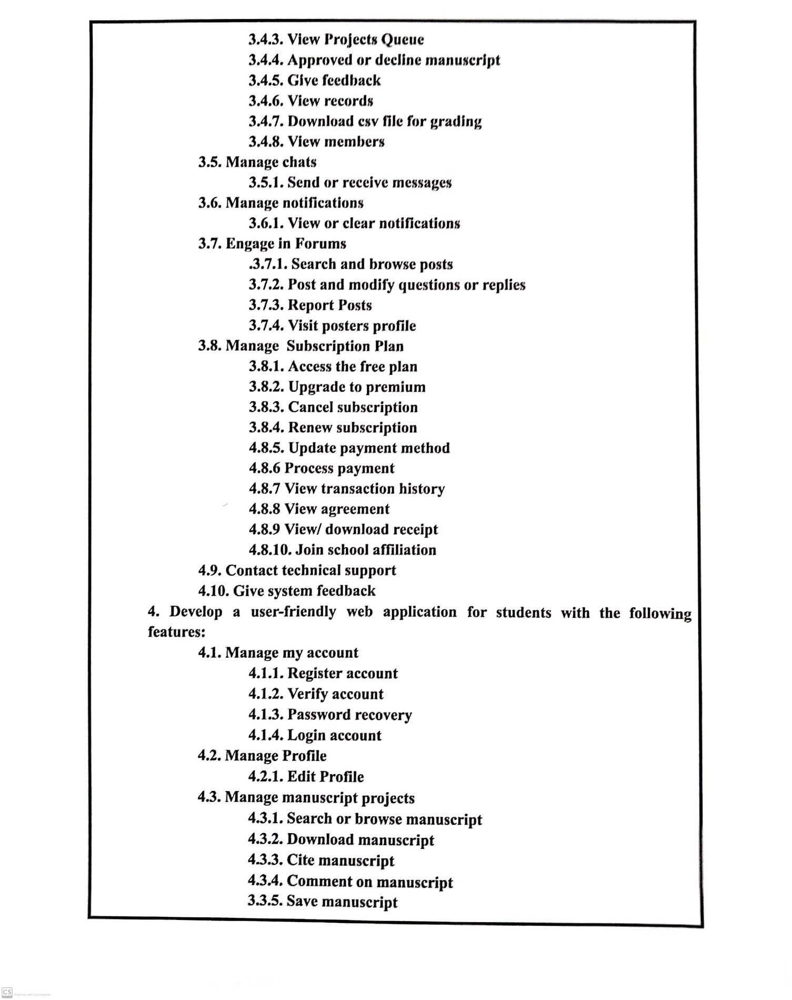 3.4.3. View Projects Queue
3.4.4. Approved or decline manuscript
3.4.5. Give feedback
3.4.6. View records
3.4.7. Download csv file for grading
3.4.8. View members
3.5. Manage chats
3.5.1. Send or receive messages
3.6. Manage notifications
3.6.1. View or clear notifications
3.7. Engage in Forums
.3.7.1. Search and browse posts
3.7.2. Post and modify questions or replies
3.7.3. Report Posts
3.7.4. Visit posters profile
3.8. Manage Subscription Plan
3.8.1. Access the free plan
3.8.2. Upgrade to premium
3.8.3. Cancel subscription
3.8.4. Renew subscription
4.8.5. Update payment method
4.8.6 Process payment
4.8.7 View transaction history
4.8.8 View agreement
4.8.9 View/ download receipt
4.8.10. Join school affiliation
4.9. Contact technical support
4.10. Give system feedback
4. Develop a user-friendly web application for students with the following
features:
4.1. Manage my account
4.1.1. Register account
4.1.2. Verify account
4.1.3. Password recovery
4.1.4. Login account
4.2. Manage Profile
4.2.1. Edit Profile
4.3. Manage manuscript projects
4.3.1. Search or browse manuscript
4.3.2. Download manuscript
4.3.3. Cite manuscript
4.3.4. Comment on manuscript
3.3.5. Save manuscript
CS Scanned with CamScanner